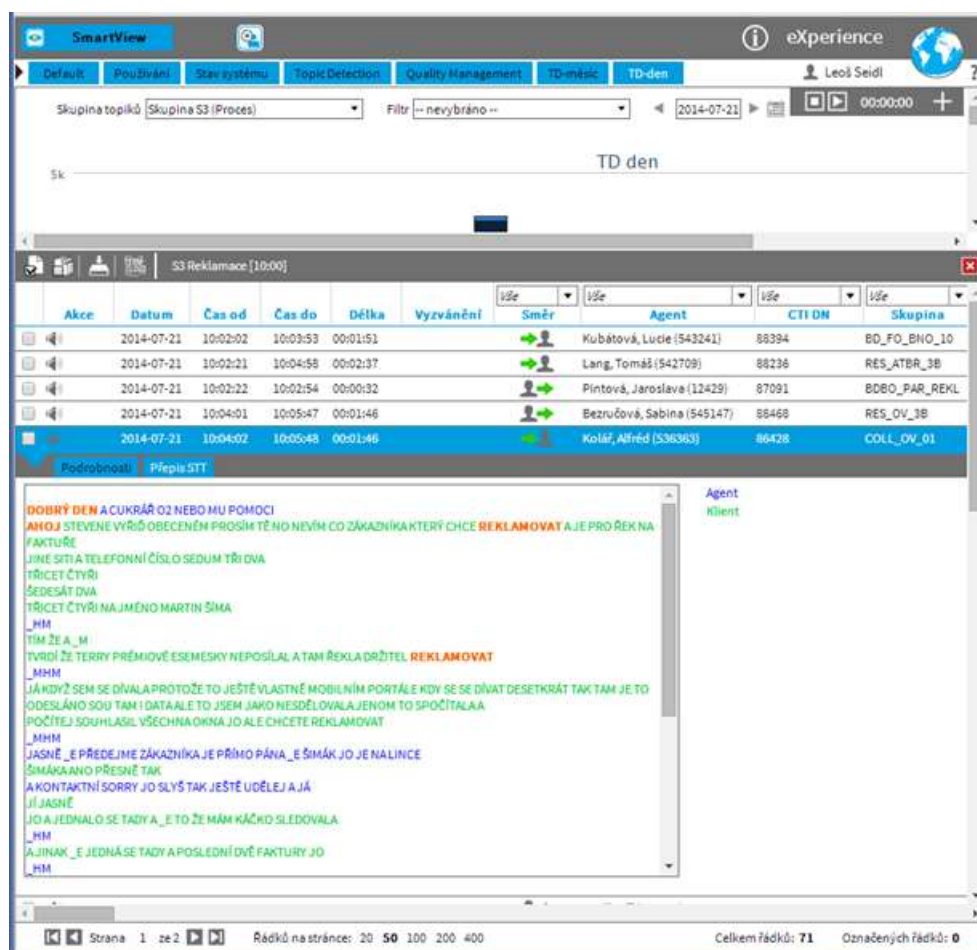 SmartView
eXperience
Default Používání Stav systému Topic Detection Quality Management TD-měsíc TD-den Leoš Seidl ?
Skupina topiků Skupina S3 (Proces) Filtr -- nevybráno -- 2014-07-21 00:00:00
TD den
5k
S3 Reklamace [10:00]
Vše Vše Vše Vše
Akce Datum Čas od Čas do Délka Vyzvánění Směr Agent CTI DN Skupina
2014-07-21 10:02:02 10:03:53 00:01:51 Kubátová, Lucie (543241) 88394 BD_FO_BNO_10
2014-07-21 10:02:21 10:04:58 00:02:37 Lang, Tomáš (542709) 88236 RES_ATBR_3B
2014-07-21 10:02:22 10:02:54 00:00:32 Pintová, Jaroslava (12429) 87091 BDBO_PAR_REKL
2014-07-21 10:04:01 10:05:47 00:01:46 Bezručová, Sabina (545147) 88468 RES_OV_3B
2014-07-21 10:04:02 10:05:48 00:01:46 Kolář, Alfréd (536363) 86428 COLL_OV_01
Podrobnosti Přepis STT
Agent
Klient
DOBRÝ DEN A CUKRÁŘ O2 NEBO MU POMOCI
AHOJ STEVENE VYŘIĎ OBECENÉM PROSÍM TĚ NO NEVÍM CO ZÁKAZNÍKA KTERÝ CHCE REKLAMOVAT A JE PRO ŘEK NA
FAKTUŘE
JINE SITI A TELEFONNÍ ČÍSLO SEDUM TŘI DVA
TŘICET ČTYŘI
ŠEDESÁT DVA
TŘICET ČTYŘI NA JMÉNO MARTIN ŠÍMA
_HM
TÍM ŽE A _M
TVRDÍ ŽE TERRY PRÉMIOVÉ ESEMESKY NEPOSÍLAL A TAM ŘEKLA DRŽITEL REKLAMOVAT
_MHM
JÁ KDYŽ SEM SE DÍVALA PROTOŽE TO JEŠTĚ VLASTNĚ MOBILNÍM PORTÁLE KDY SE SE DÍVAT DESETKRÁT TAK TAM JE TO
ODESLÁNO SOU TAM I DATA ALE TO JSEM JAKO NESDĚLOVALA JENOM TO SPOČÍTALA A
POČÍTEJ SOUHLASIL VŠECHNA OKNA JO ALE CHCETE REKLAMOVAT
_MHM
JASNĚ _E PŘEDEJME ZÁKAZNÍKA JE PŘÍMO PÁNA _E ŠIMÁK JO JE NA LINCE
ŠIMÁKA ANO PŘESNĚ TAK
A KONTAKTNÍ SORRY JO SLYŠ TAK JEŠTĚ UDĚLEJ A JÁ
JÍ JASNĚ
JO A JEDNALO SE TADY A _E TO ŽE MÁM KÁČKO SLEDOVALA
_HM
A JINAK _E JEDNÁ SE TADY A POSLEDNÍ DVĚ FAKTURY JO
_HM
Strana 1 ze 2 Řádků na stránce: 20 50 100 200 400 Celkem řádků: 71 Označených řádků: 0